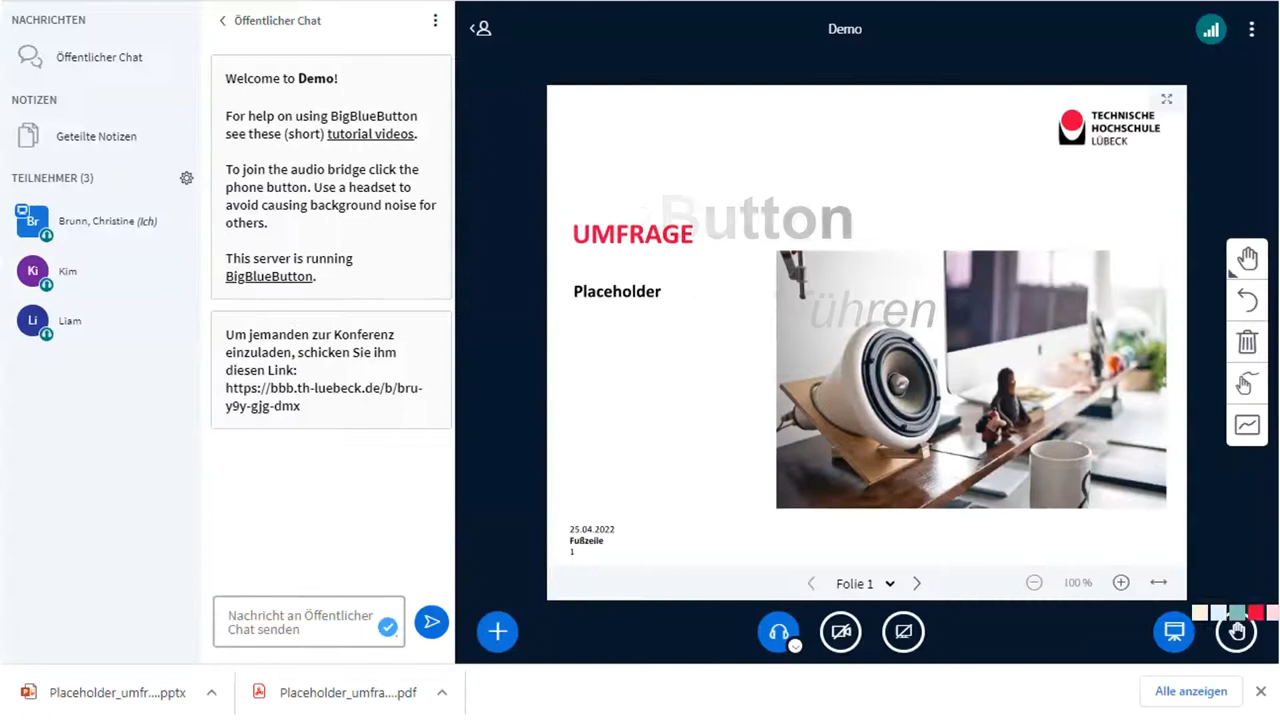 NACHRICHTEN
Öffentlicher Chat
NOTIZEN
Geteilte Notizen
TEILNEHMER (3)
Br
Brunn, Christine (Ich)
Ki
Kim
Li
Liam
Öffentlicher Chat
Welcome to Demo!
For help on using BigBlueButton
see these (short) tutorial videos.
To join the audio bridge click the
phone button. Use a headset to
avoid causing background noise for
others.
This server is running
BigBlueButton.
Um jemanden zur Konferenz
einzuladen, schicken Sie ihm
diesen Link:
https://bbb.th-luebeck.de/b/bru-
y9y-gjg-dmx
Nachricht an Öffentlicher
Chat senden
Demo
TECHNISCHE
HOCHSCHULE
LÜBECK
Button
UMFRAGE
Placeholder
führen
25.04.2022
Fußzeile
1
Folie 1
100 %
Placeholder_umfr....pptx
Placeholder_umfra....pdf
Alle anzeigen